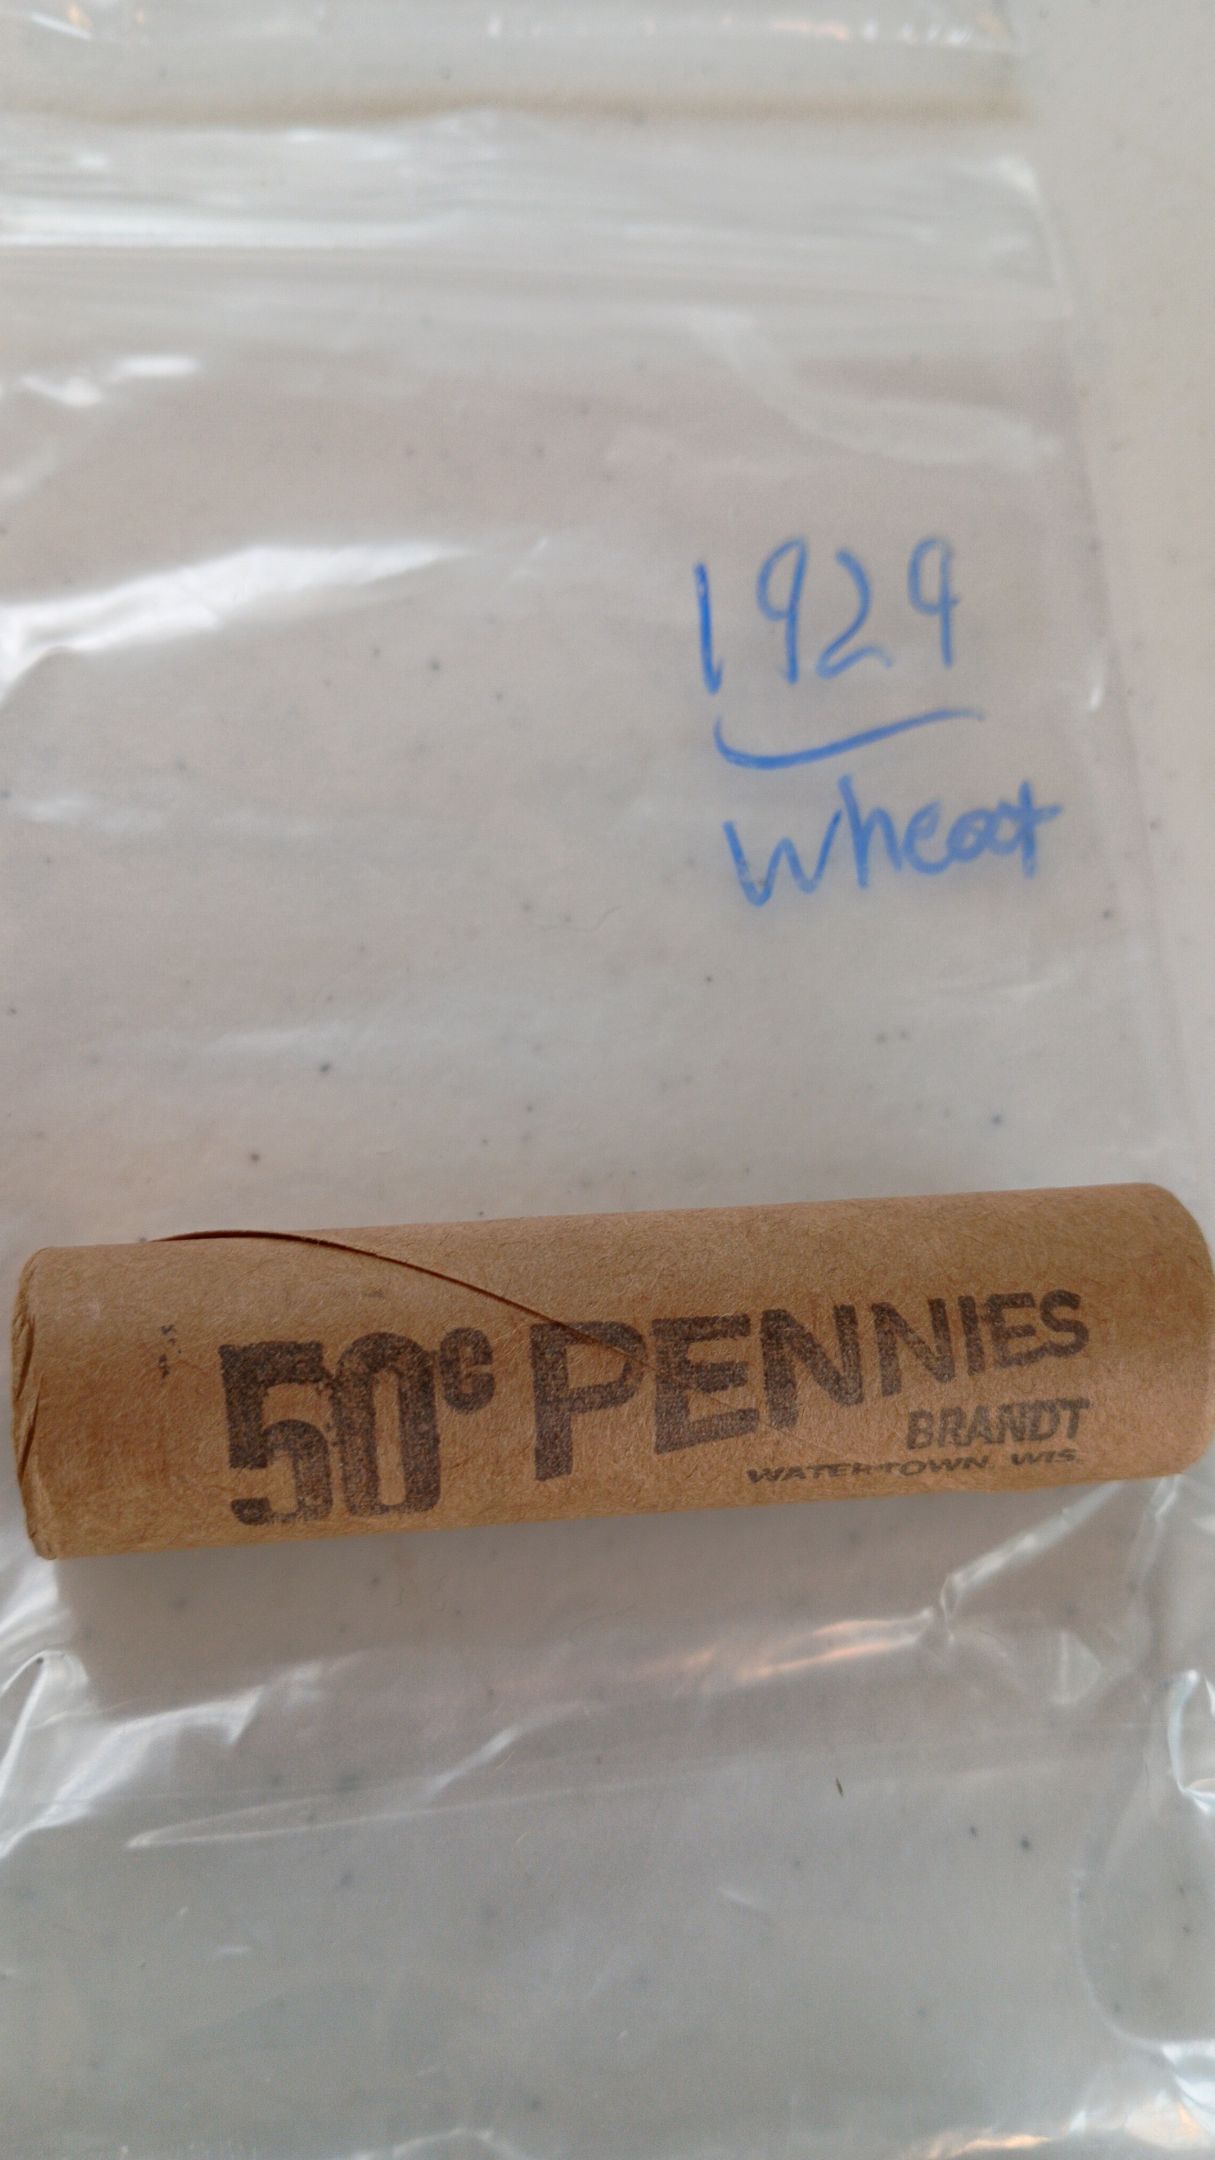 1929
wheat
50¢ PENNIES
BRANDT
WATERTOWN, WIS.